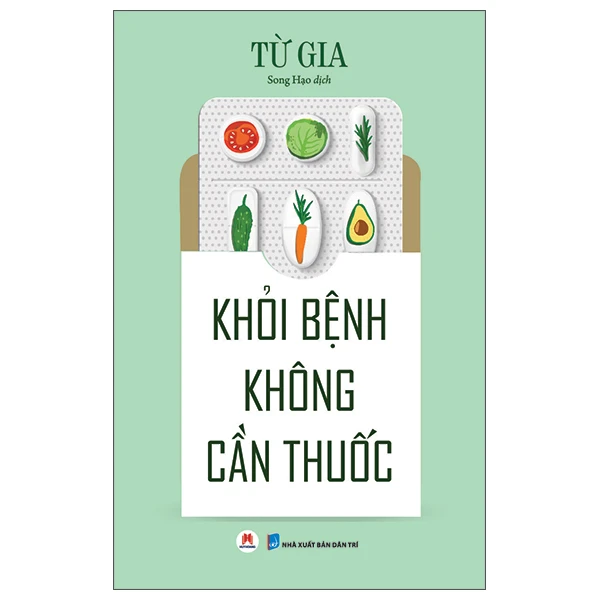 TỪ GIA
Song Hạo dịch
KHỎI BỆNH
KHÔNG
CẦN THUỐC
NHÀ XUẤT BẢN DÂN TRÍ